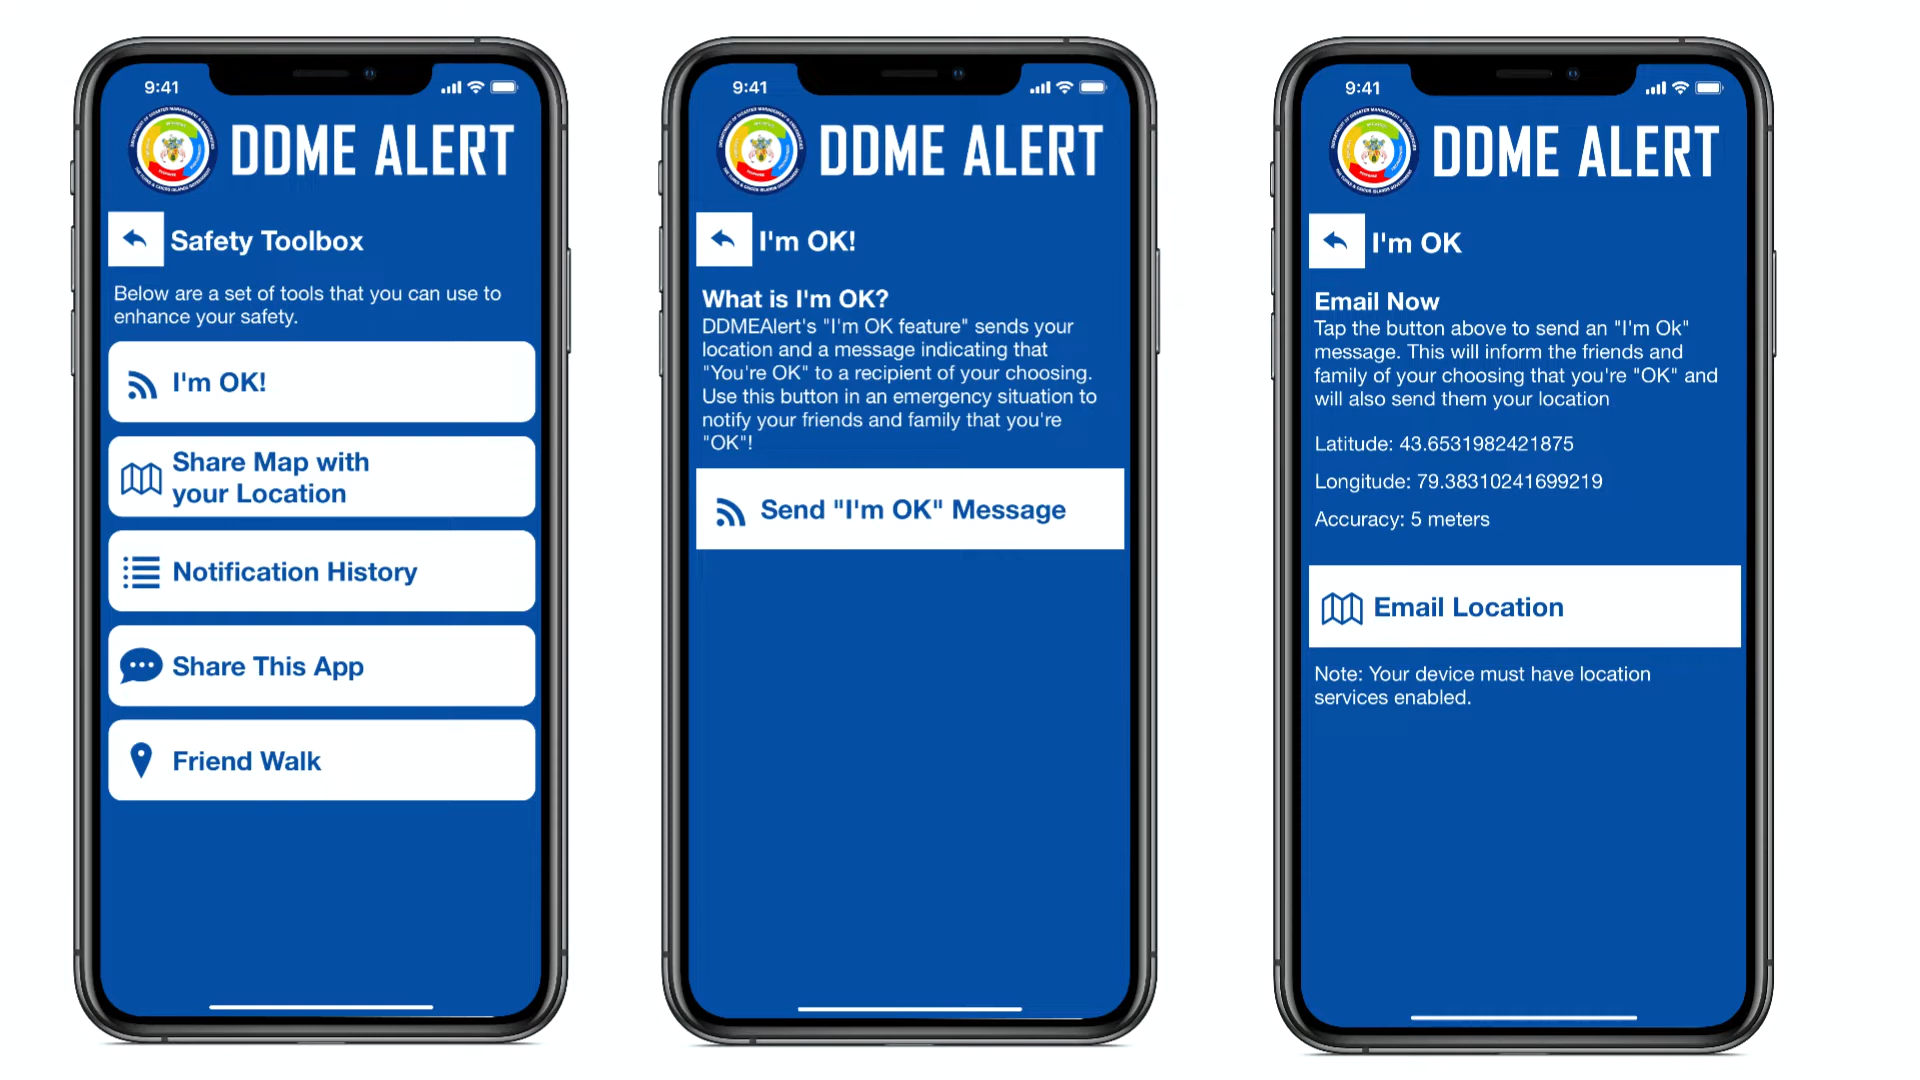 9:41
DDME ALERT
Safety Toolbox
Below are a set of tools that you can use to
enhance your safety.
I'm OK!
Share Map with
your Location
Notification History
Share This App
Friend Walk
9:41
DDME ALERT
I'm OK!
What is I'm OK?
DDMEAlert's "I'm OK feature" sends your
location and a message indicating that
"You're OK" to a recipient of your choosing.
Use this button in an emergency situation to
notify your friends and family that you're
"OK"!
Send "I'm OK" Message
9:41
DDME ALERT
I'm OK
Email Now
Tap the button above to send an "I'm Ok"
message. This will inform the friends and
family of your choosing that you're "OK" and
will also send them your location
Latitude: 43.6531982421875
Longitude: 79.38310241699219
Accuracy: 5 meters
Email Location
Note: Your device must have location
services enabled.